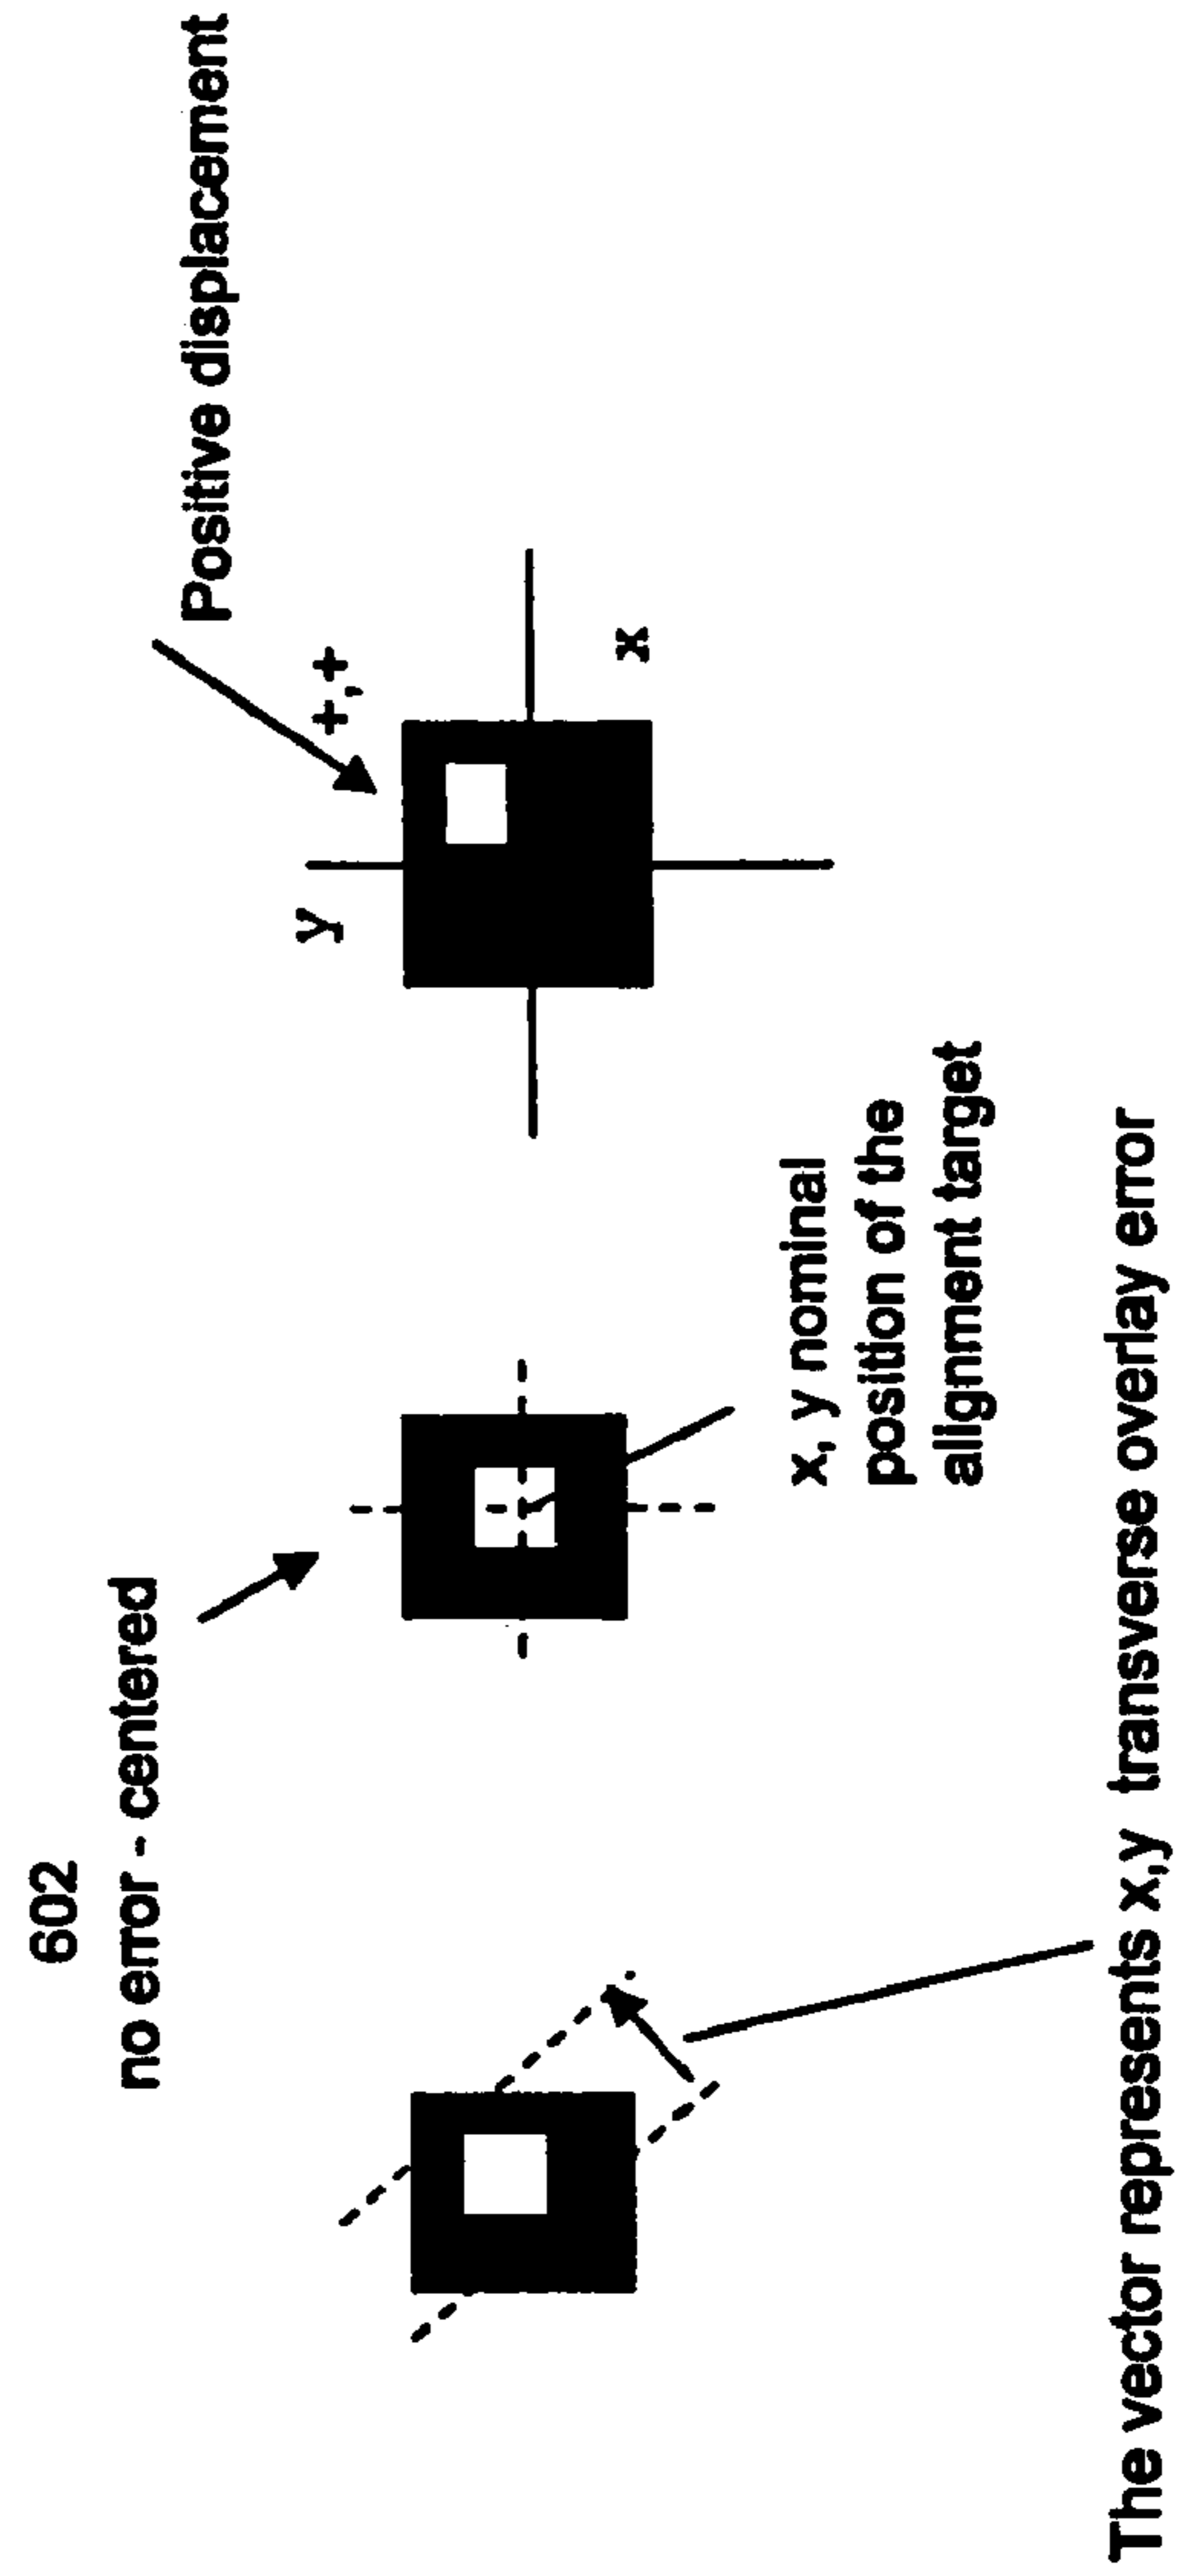 602
no error - centered
Positive displacement
y
+,+
x
x, y nominal
position of the
alignment target
The vector represents x,y transverse overlay error